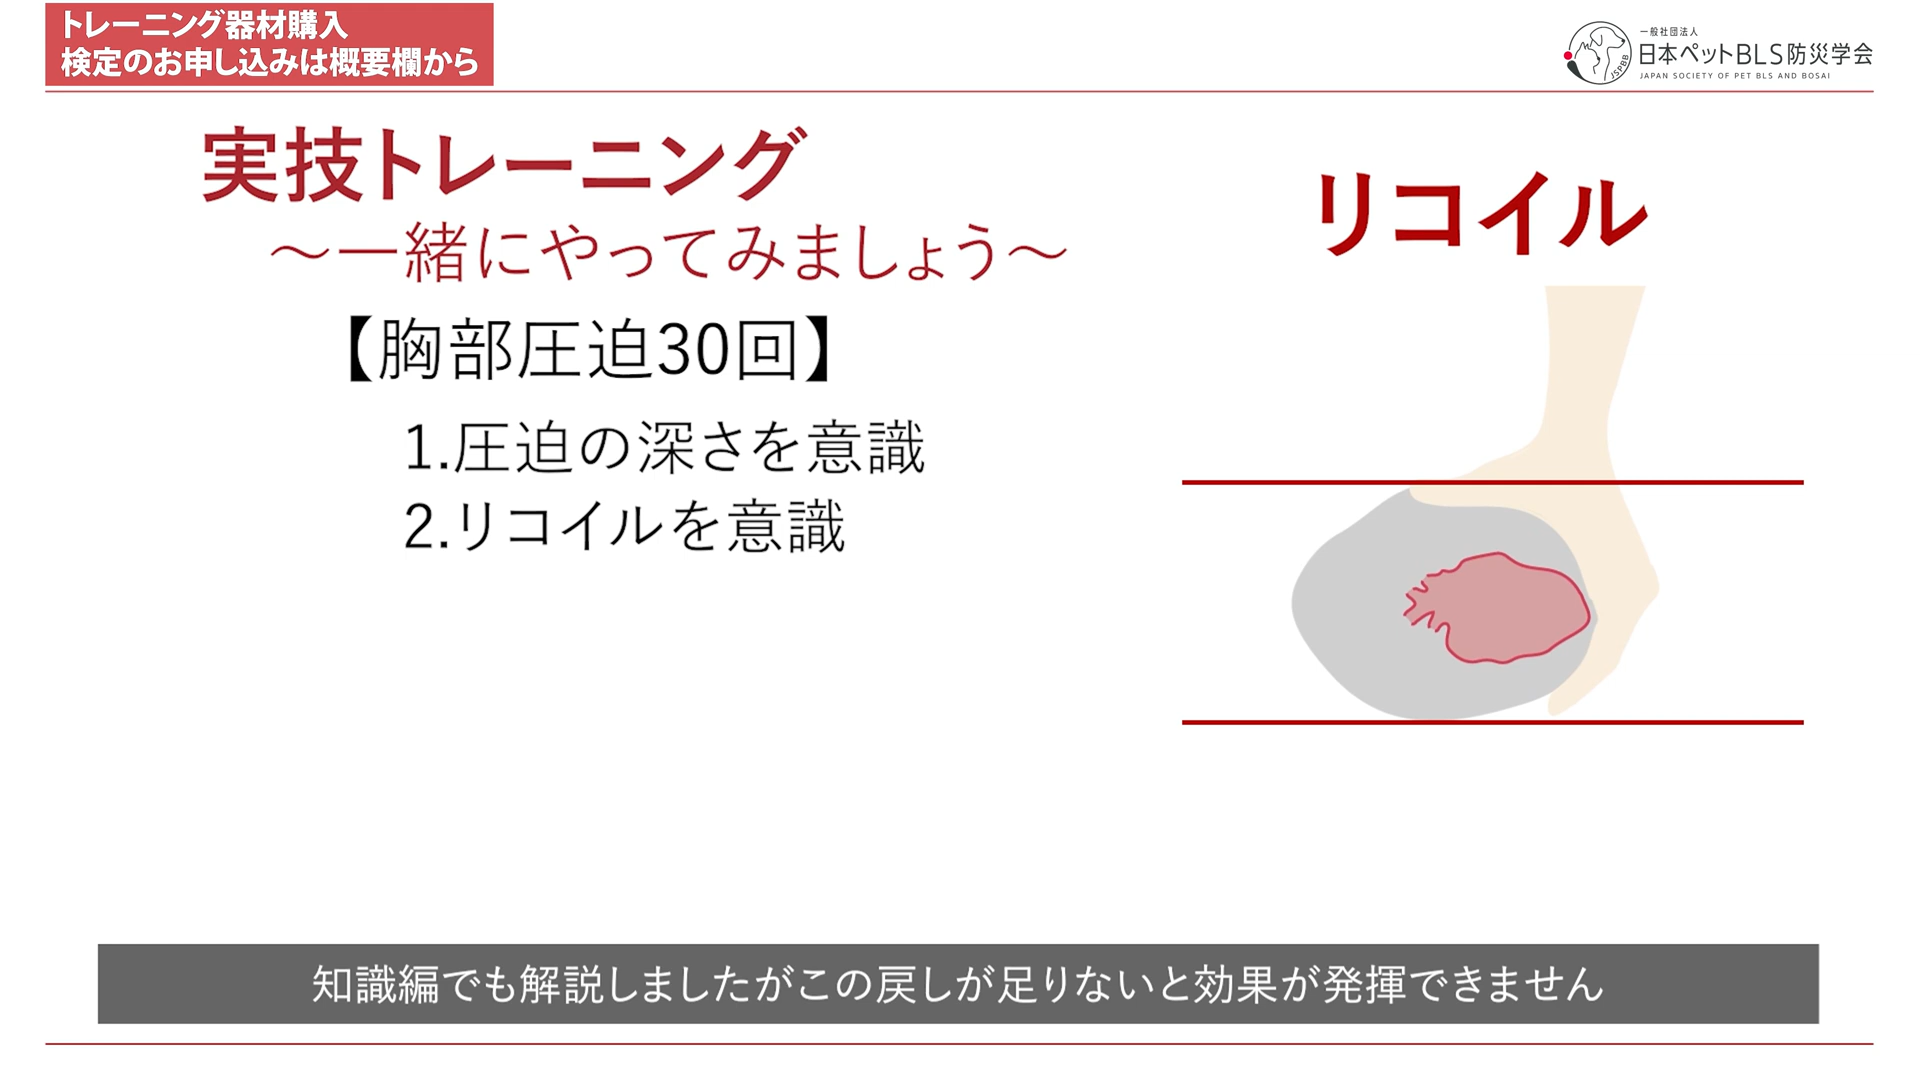 トレーニング器材購入
検定のお申し込みは概要欄から
一般社団法人
日本ペットBLS防災学会
JAPAN SOCIETY OF PET BLS AND BOSAI
JSPBB
実技トレーニング
～一緒にやってみましょう～
【胸部圧迫30回】
1.圧迫の深さを意識
2.リコイルを意識
リコイル
知識編でも解説しましたがこの戻しが足りないと効果が発揮できません